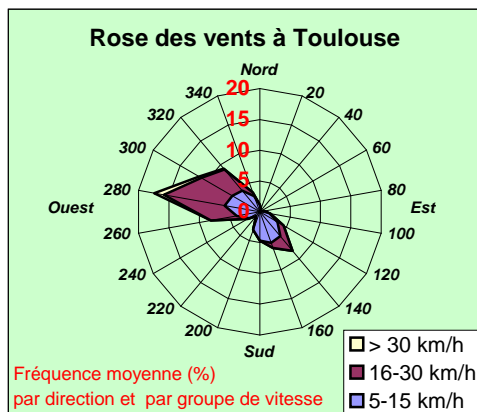 Rose des vents à Toulouse
Nord
340
20
20
320
40
15
300
60
10
280
80
5
Ouest
0
Est
260
100
240
120
220
140
200
160
Sud
Fréquence moyenne (%)
par direction et par groupe de vitesse
> 30 km/h
16-30 km/h
5-15 km/h